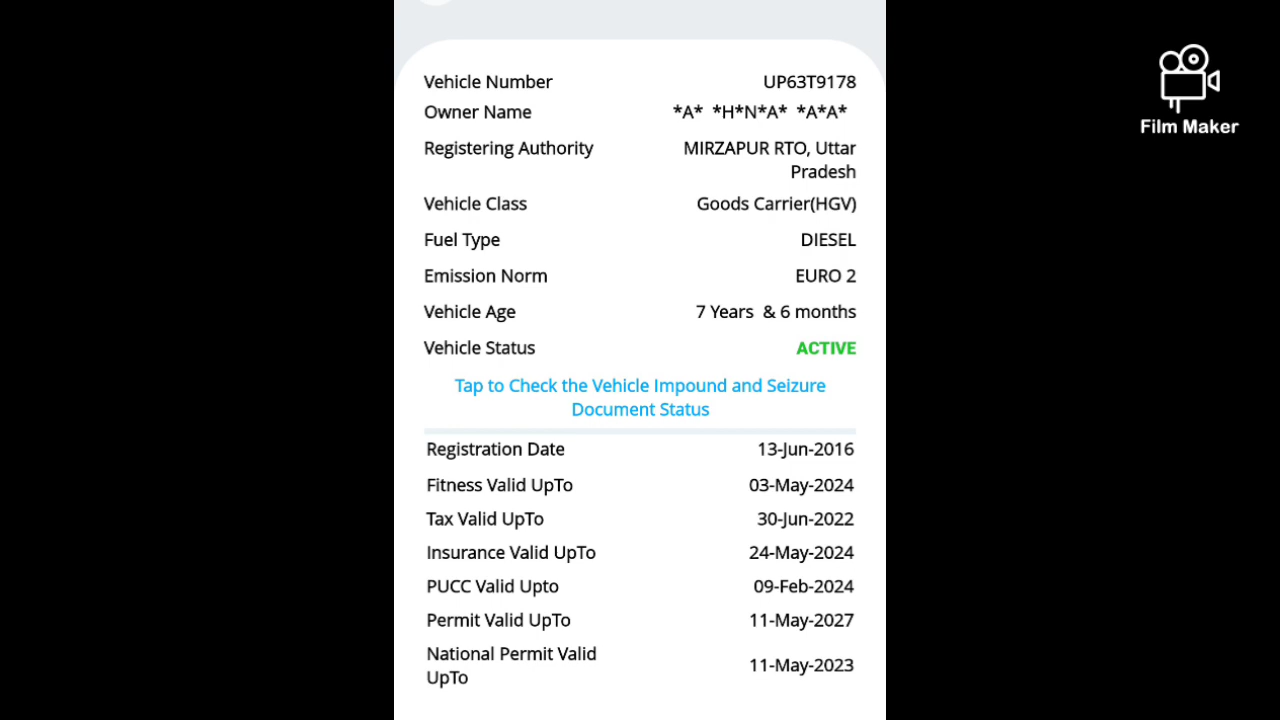 Vehicle Number UP63T9178
Owner Name *A* *H*N*A* *A*A*
Registering Authority MIRZAPUR RTO, Uttar
Pradesh
Vehicle Class Goods Carrier(HGV)
Fuel Type DIESEL
Emission Norm EURO 2
Vehicle Age 7 Years & 6 months
Vehicle Status ACTIVE
Tap to Check the Vehicle Impound and Seizure
Document Status
Registration Date 13-Jun-2016
Fitness Valid UpTo 03-May-2024
Tax Valid UpTo 30-Jun-2022
Insurance Valid UpTo 24-May-2024
PUCC Valid Upto 09-Feb-2024
Permit Valid UpTo 11-May-2027
National Permit Valid
UpTo 11-May-2023
Film Maker